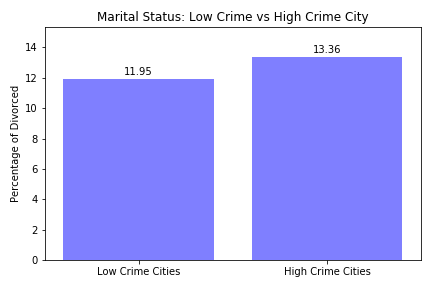 Marital Status: Low Crime vs High Crime City
Percentage of Divorced
14
12
10
8
6
4
2
0
11.95
13.36
Low Crime Cities
High Crime Cities